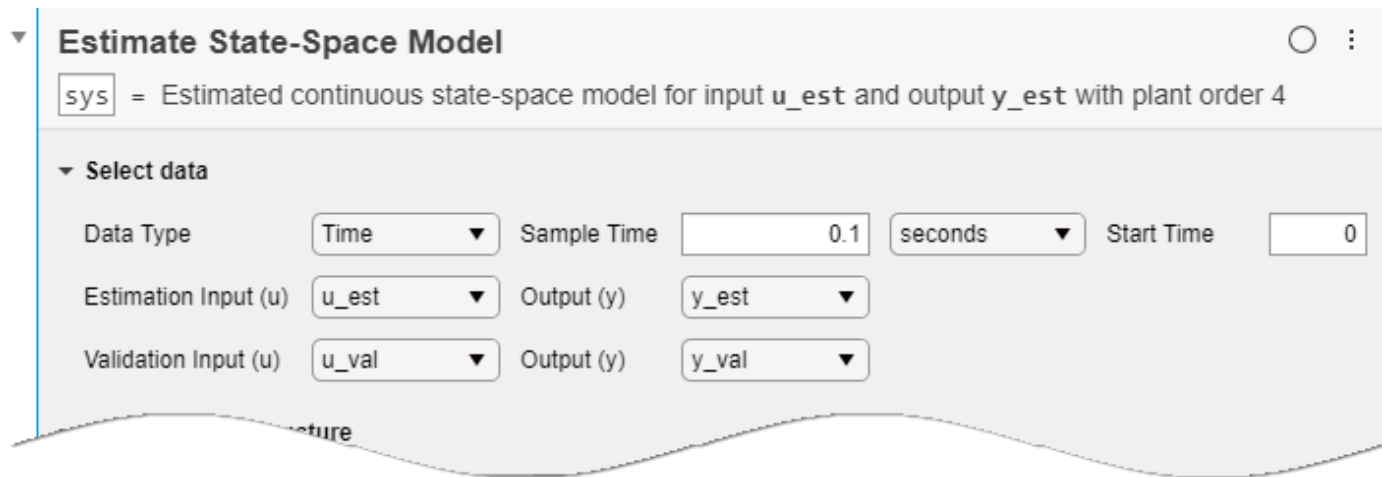 Estimate State-Space Model
sys = Estimated continuous state-space model for input u_est and output y_est with plant order 4
Select data
Data Type Time Sample Time 0.1 seconds Start Time 0
Estimation Input (u) u_est Output (y) y_est
Validation Input (u) u_val Output (y) y_val